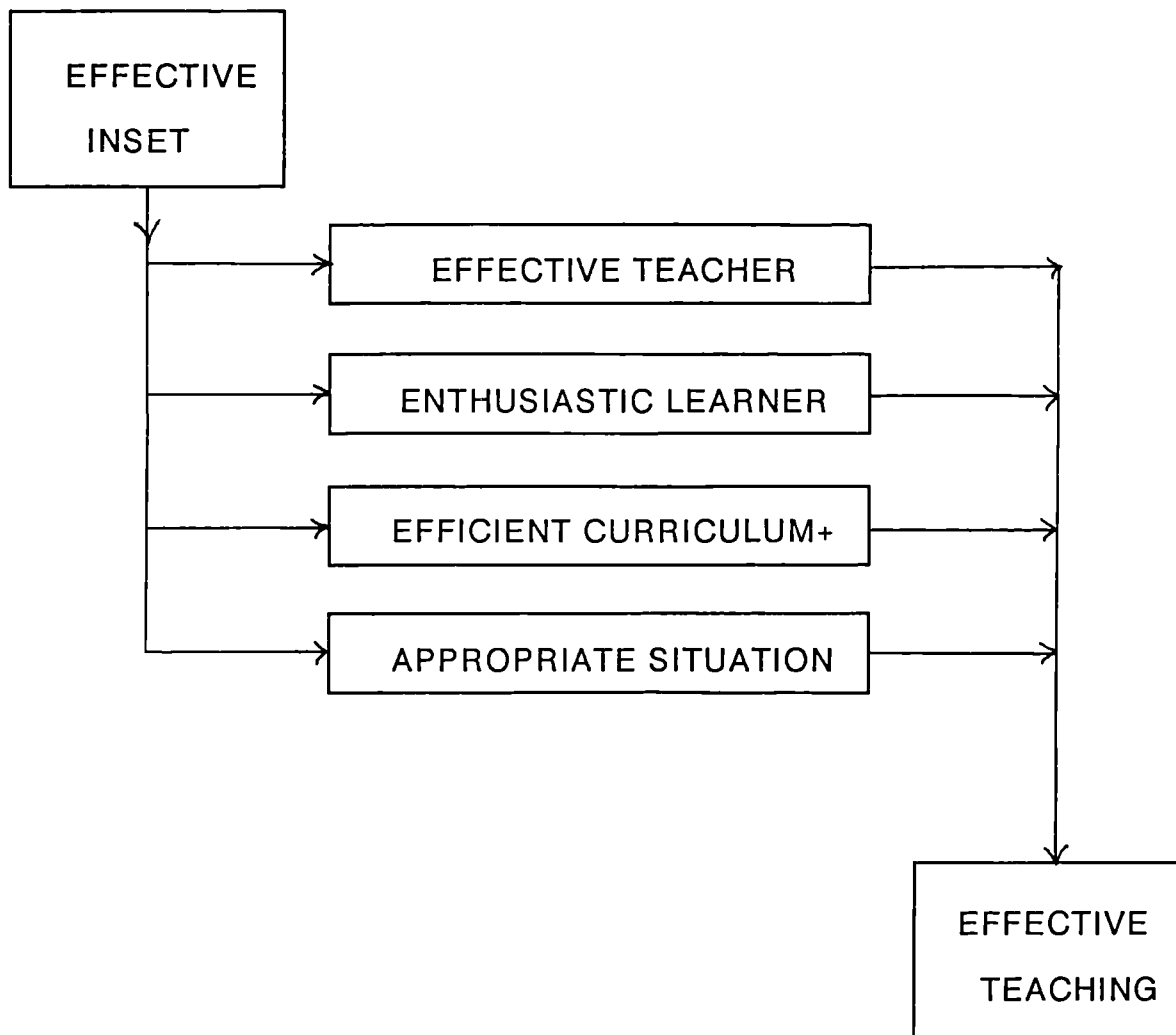 EFFECTIVE
INSET
EFFECTIVE TEACHER
ENTHUSIASTIC LEARNER
EFFICIENT CURRICULUM+
APPROPRIATE SITUATION
EFFECTIVE
TEACHING